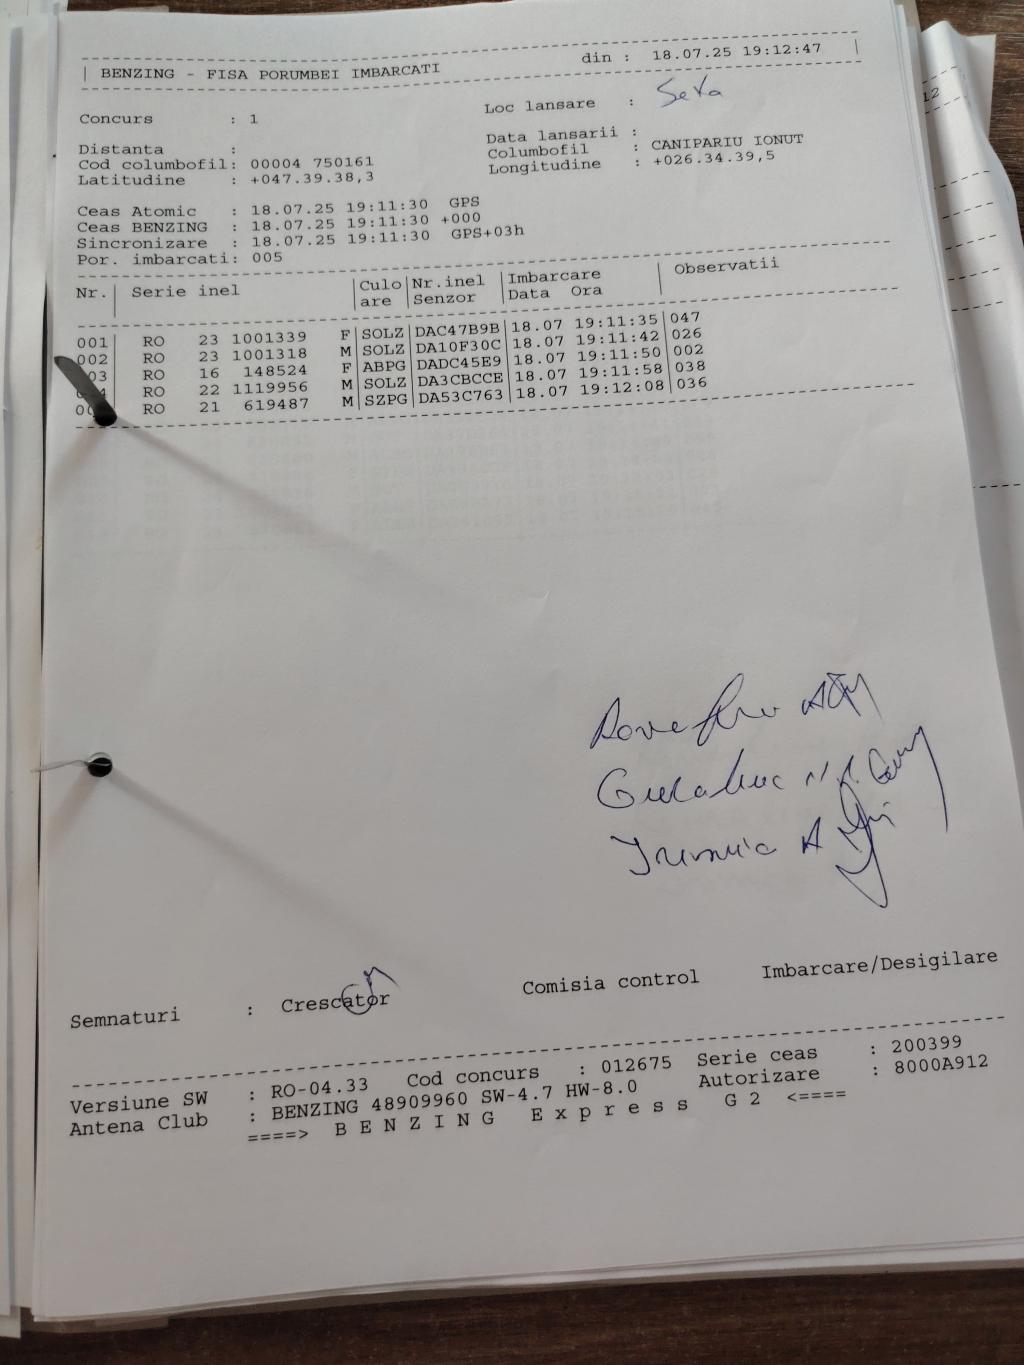 BENZING - FISA PORUMBEI IMBARCATI din : 18.07.25 19:12:47
Concurs : 1 Loc lansare :
Data lansarii :
Distanta : Columbofil : CANIPARIU IONUT
Cod columbofil: 00004 750161 Longitudine : +026.34.39,5
Latitudine : +047.39.38,3
Ceas Atomic : 18.07.25 19:11:30 GPS
Ceas BENZING : 18.07.25 19:11:30 +000
Sincronizare : 18.07.25 19:11:30 GPS+03h
Por. imbarcati: 005
Nr.| Serie inel |Culo|Nr.inel |Imbarcare | Observatii
|are |Senzor |Data Ora |
001| RO 23 1001339 F|SOLZ|DAC47B9B|18.07 19:11:35|047
002 RO 23 1001318 M|SOLZ|DA10F30C|18.07 19:11:42|026
03 RO 16 148524 F|ABPG|DADC45E9|18.07 19:11:50|002
RO 22 1119956 M|SOLZ|DA3CBCCE|18.07 19:11:58|038
00 RO 21 619487 M|SZPG|DA53C763|18.07 19:12:08|036
Semnaturi : Crescator Comisia control Imbarcare/Desigilare
Versiune SW : RO-04.33 Cod concurs : 012675 Serie ceas : 200399
Antena Club : BENZING 48909960 SW-4.7 HW-8.0 Autorizare : 8000A912
====> B E N Z I N G E x p r e s s G 2 <====
12